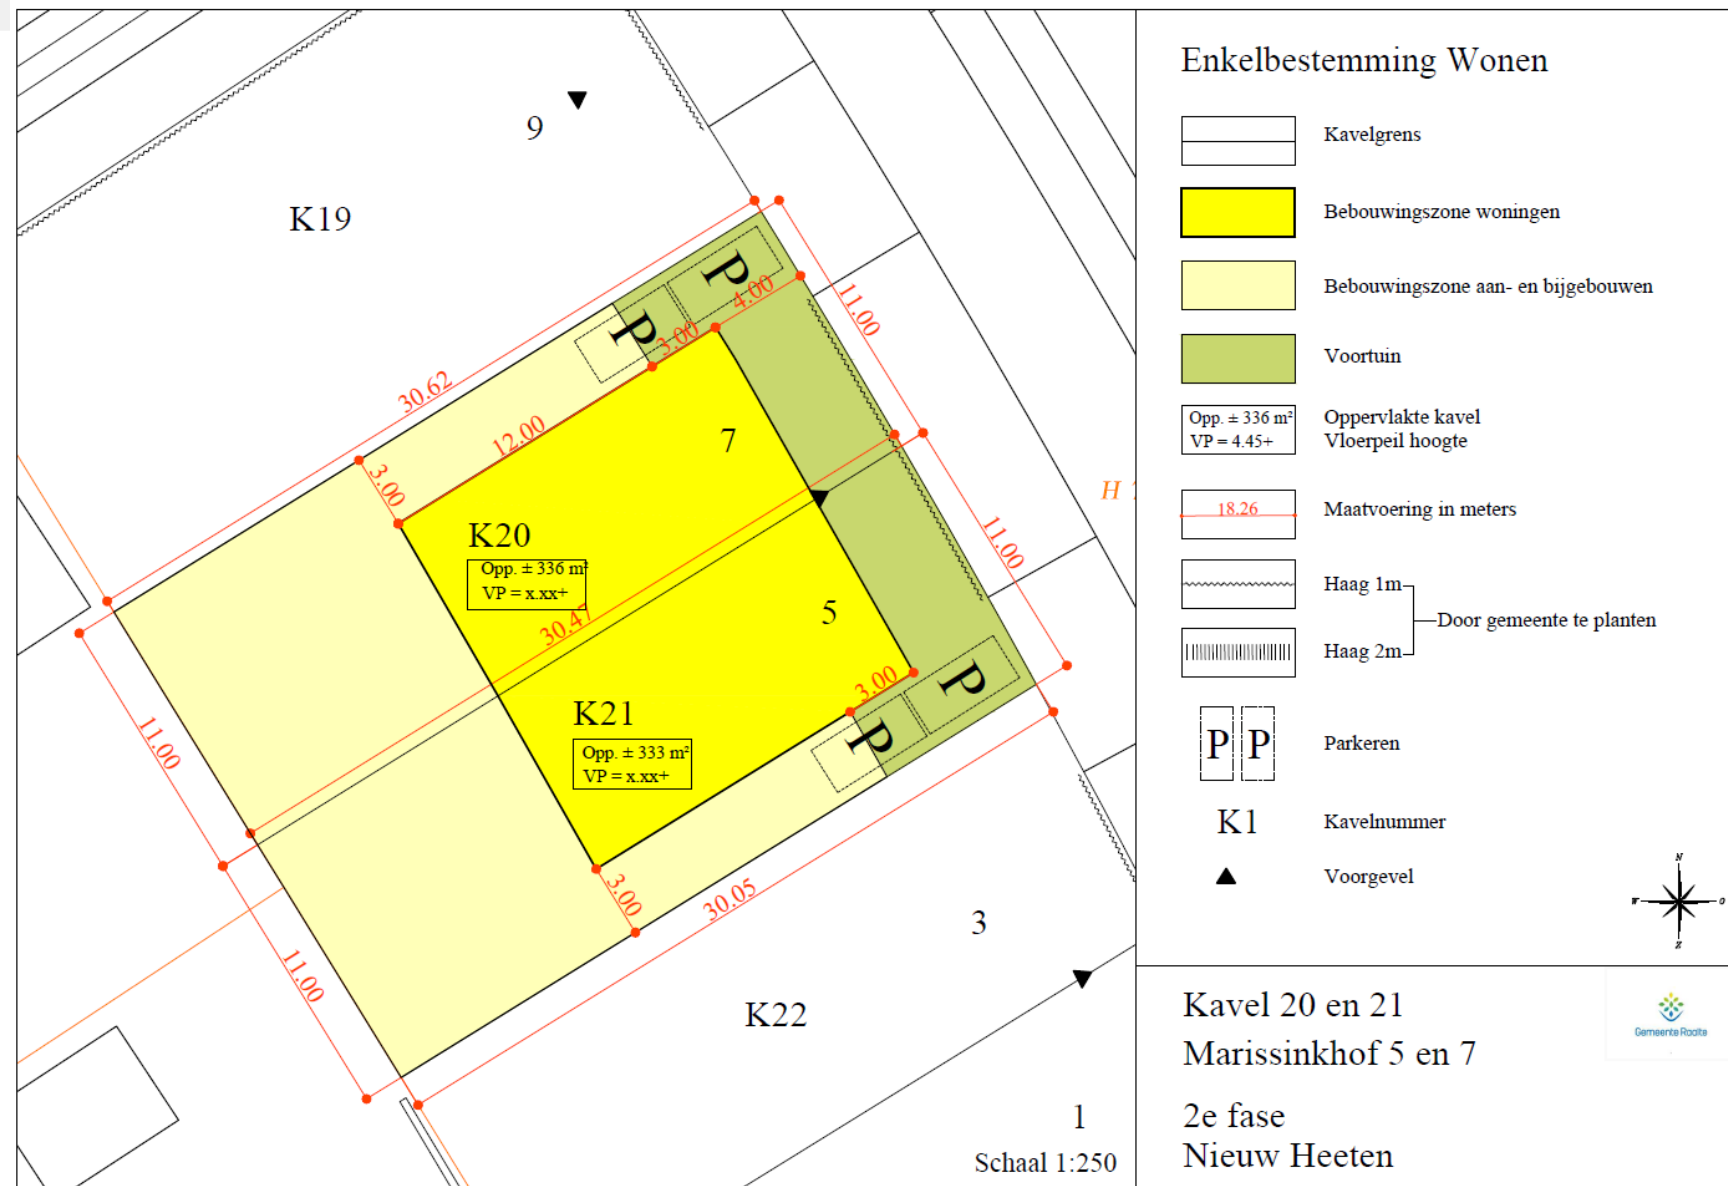 9
K19
11.00
4.00
P
P
3.00
30.62
12.00
7
3.00
K20
Opp. ± 336 m²
VP = x.xx+
30.47
5
11.00
H
3.00
P
P
K21
Opp. ± 333 m²
VP = x.xx+
11.00
3.00
30.05
11.00
3
K22
1
Schaal 1:250
Enkelbestemming Wonen
Kavelgrens
Bebouwingszone woningen
Bebouwingszone aan- en bijgebouwen
Voortuin
Opp. ± 336 m²
VP = 4.45+
Oppervlakte kavel
Vloerpeil hoogte
18.26
Maatvoering in meters
Haag 1m
Door gemeente te planten
Haag 2m
P P
Parkeren
K1
Kavelnummer
Voorgevel
N
W
O
Z
Kavel 20 en 21
Marissinkhof 5 en 7
Gemeente Raalte
2e fase
Nieuw Heeten